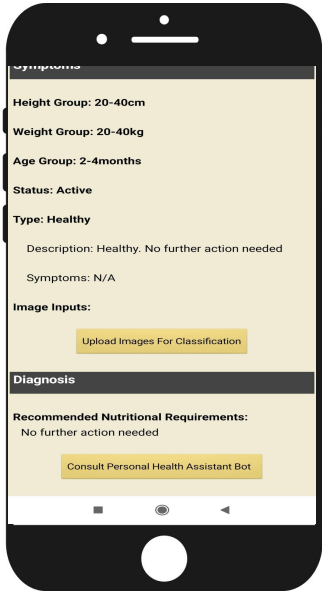 Symptoms
Height Group: 20-40cm
Weight Group: 20-40kg
Age Group: 2-4months
Status: Active
Type: Healthy
Description: Healthy. No further action needed
Symptoms: N/A
Image Inputs:
Upload Images For Classification
Diagnosis
Recommended Nutritional Requirements:
No further action needed
Consult Personal Health Assistant Bot